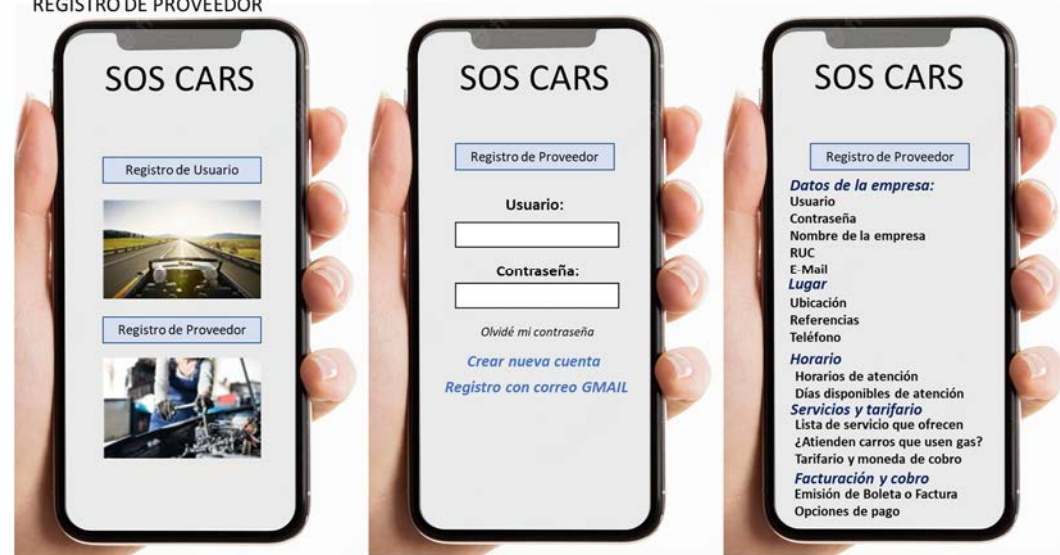 REGISTRO DE PROVEEDOR
SOS CARS
Registro de Usuario
Registro de Proveedor
SOS CARS
Registro de Proveedor
Usuario:
Contraseña:
Olvidé mi contraseña
Crear nueva cuenta
Registro con correo GMAIL
SOS CARS
Registro de Proveedor
Datos de la empresa:
Usuario
Contraseña
Nombre de la empresa
RUC
E-Mail
Lugar
Ubicación
Referencias
Teléfono
Horario
Horarios de atención
Días disponibles de atención
Servicios y tarifario
Lista de servicio que ofrecen
¿Atienden carros que usen gas?
Tarifario y moneda de cobro
Facturación y cobro
Emisión de Boleta o Factura
Opciones de pago